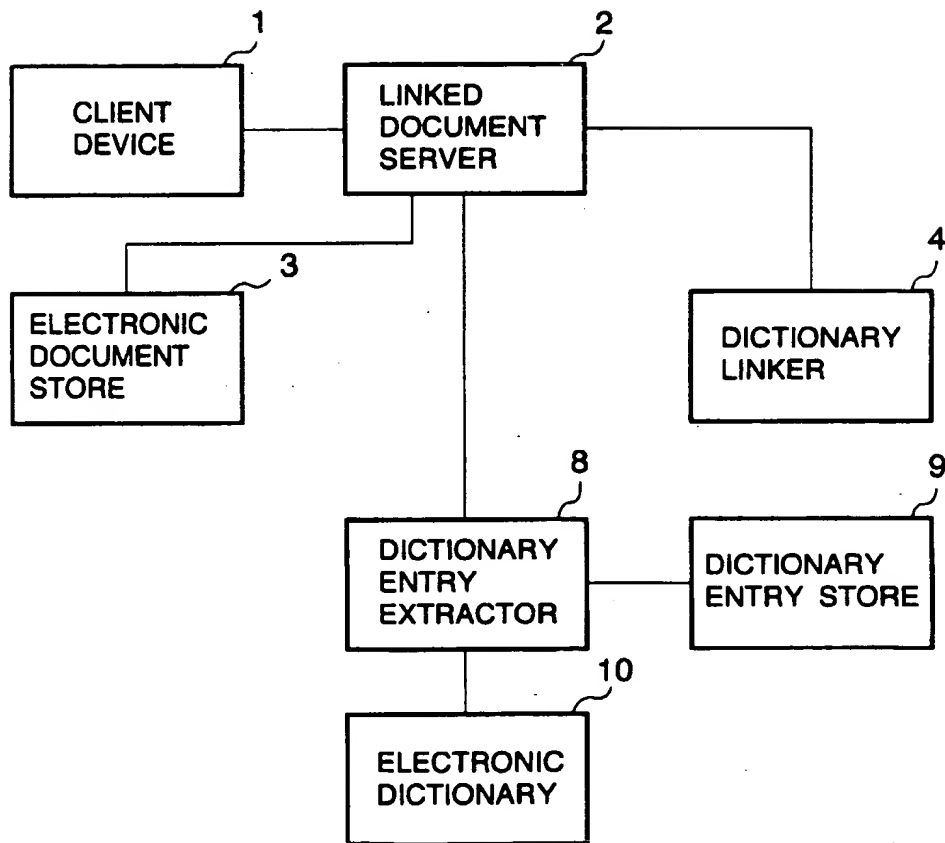 1
CLIENT
DEVICE
2
LINKED
DOCUMENT
SERVER
3
ELECTRONIC
DOCUMENT
STORE
4
DICTIONARY
LINKER
8
DICTIONARY
ENTRY
EXTRACTOR
9
DICTIONARY
ENTRY STORE
10
ELECTRONIC
DICTIONARY